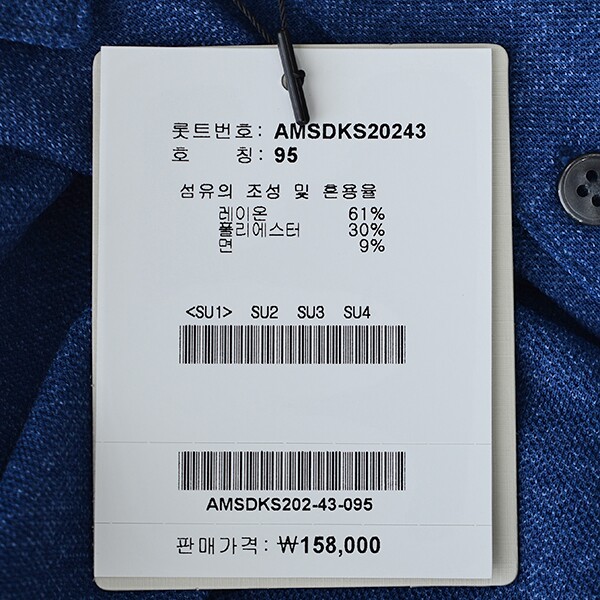 롯트번호: AMSDKS20243
호 칭: 95
섬유의 조성 및 혼용율
레이온 61%
폴리에스터 30%
면 9%
<SU1> SU2 SU3 SU4
AMSDKS202-43-095
판매가격: ₩158,000